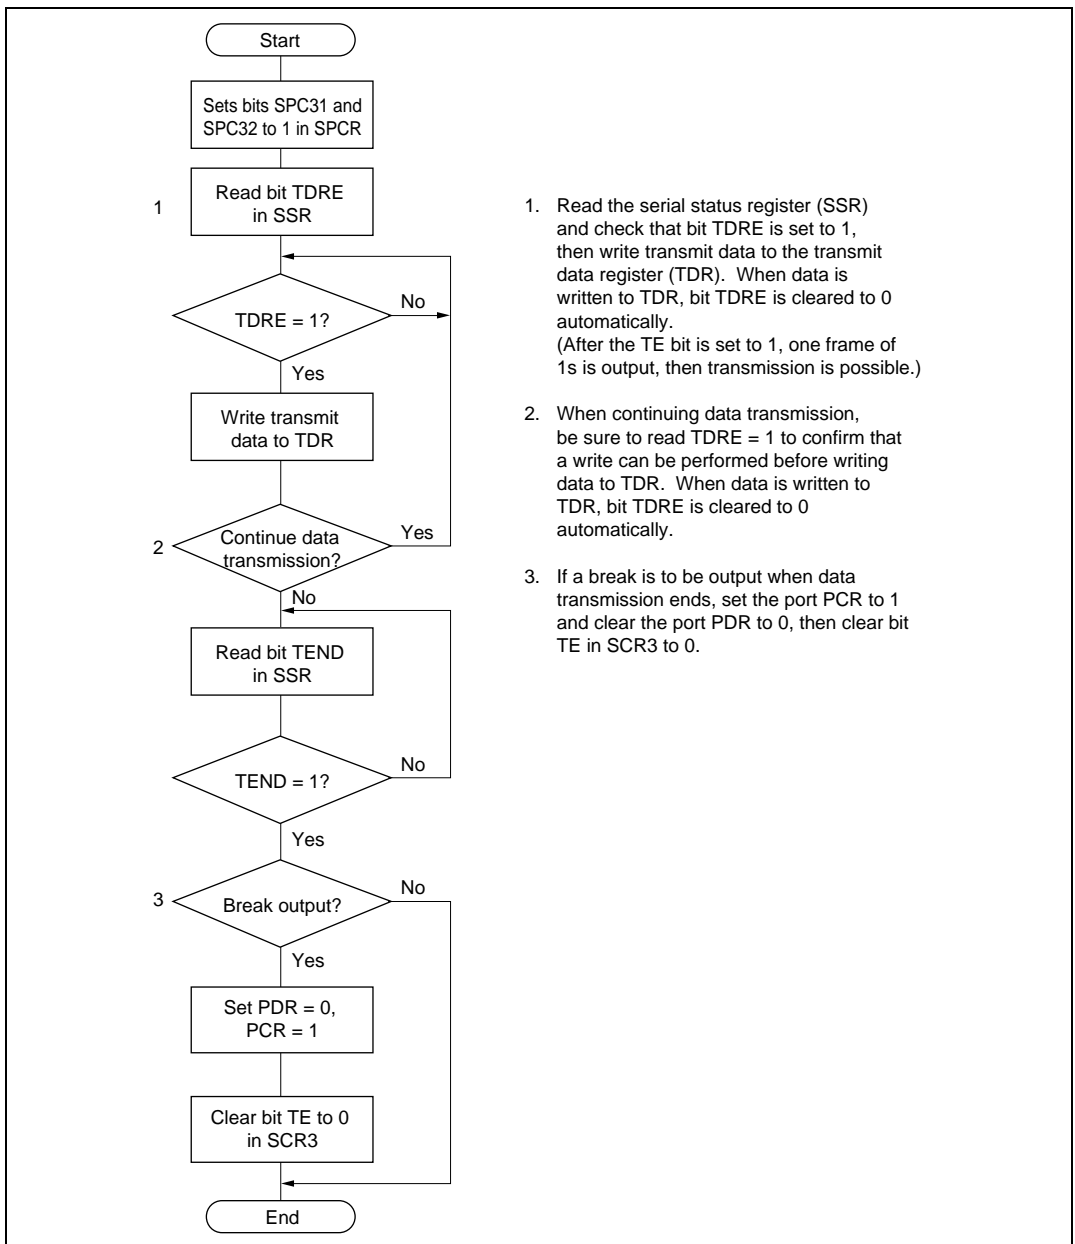 Start
Sets bits SPC31 and
SPC32 to 1 in SPCR
1
Read bit TDRE
in SSR
TDRE = 1?
No
Yes
Write transmit
data to TDR
2
Continue data
transmission?
Yes
No
Read bit TEND
in SSR
TEND = 1?
No
Yes
3
Break output?
No
Yes
Set PDR = 0,
PCR = 1
Clear bit TE to 0
in SCR3
End
1. Read the serial status register (SSR)
and check that bit TDRE is set to 1,
then write transmit data to the transmit
data register (TDR). When data is
written to TDR, bit TDRE is cleared to 0
automatically.
(After the TE bit is set to 1, one frame of
1s is output, then transmission is possible.)
2. When continuing data transmission,
be sure to read TDRE = 1 to confirm that
a write can be performed before writing
data to TDR. When data is written to
TDR, bit TDRE is cleared to 0
automatically.
3. If a break is to be output when data
transmission ends, set the port PCR to 1
and clear the port PDR to 0, then clear bit
TE in SCR3 to 0.